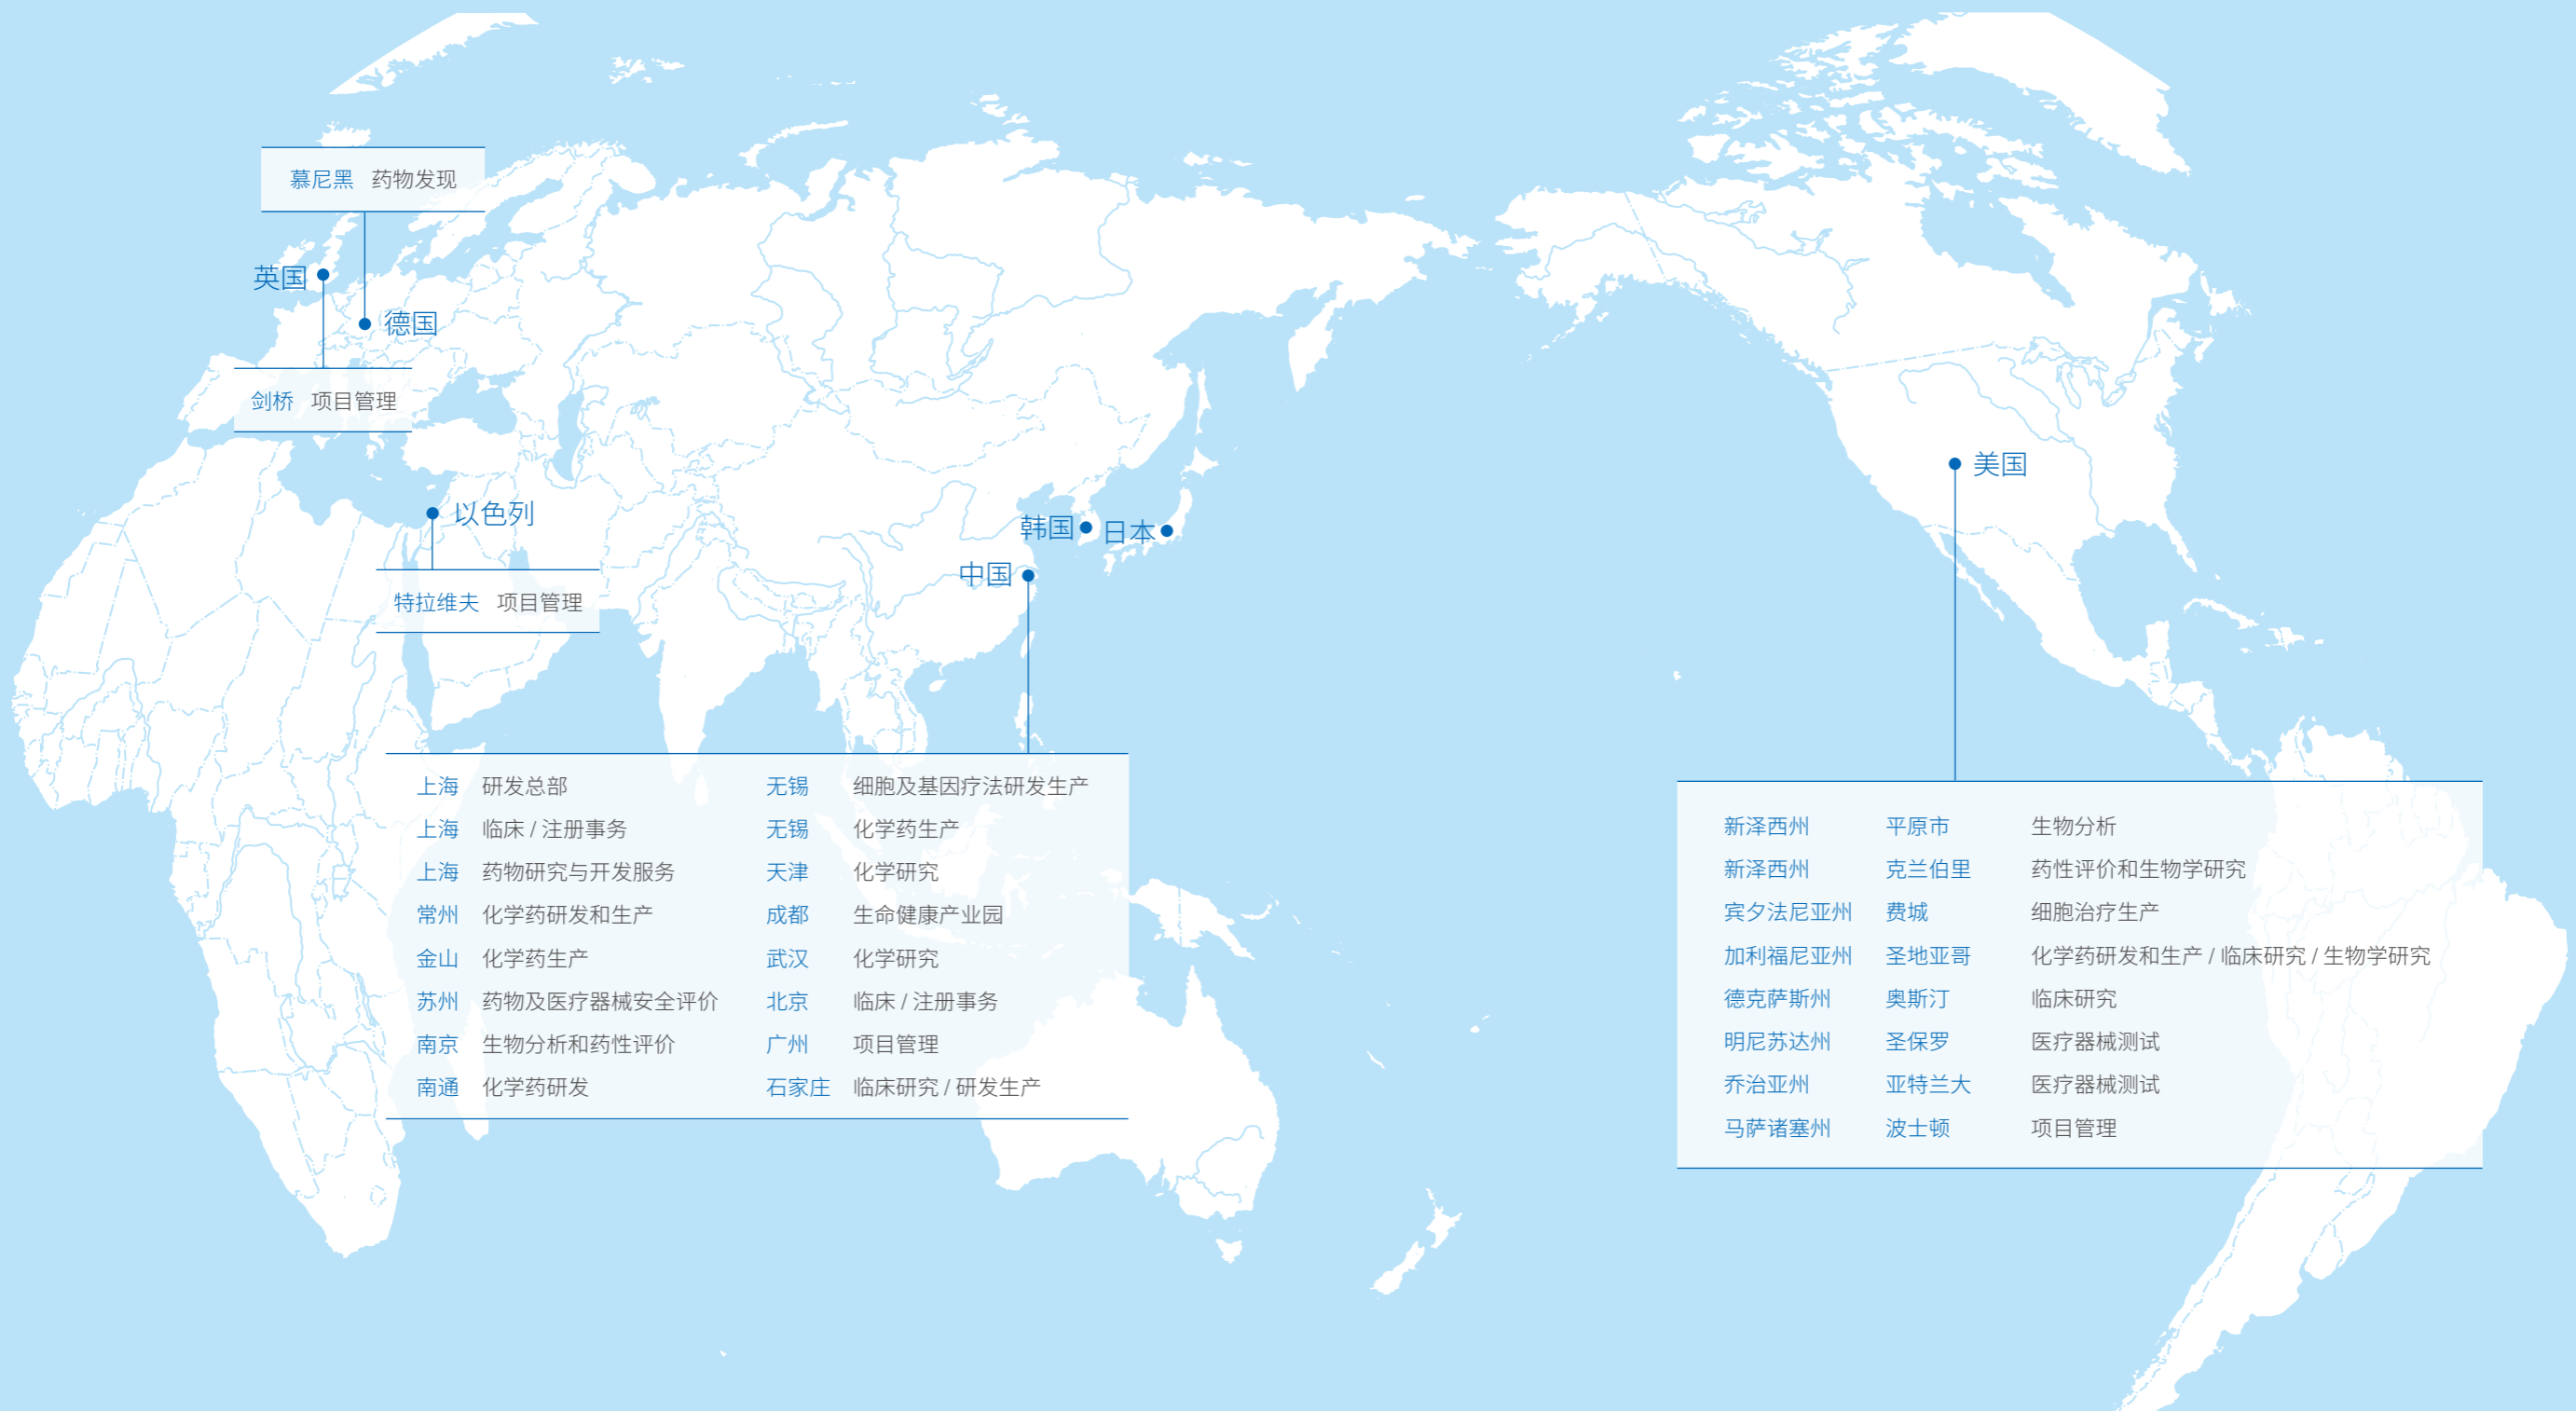 慕尼黑 药物发现
英国
德国
剑桥 项目管理
美国
以色列
韩国
日本
中国
特拉维夫 项目管理
上海 研发总部
上海 临床 / 注册事务
上海 药物研究与开发服务
常州 化学药研发和生产
金山 化学药生产
苏州 药物及医疗器械安全评价
南京 生物分析和药性评价
南通 化学药研发
无锡 细胞及基因疗法研发生产
无锡 化学药生产
天津 化学研究
成都 生命健康产业园
武汉 化学研究
北京 临床 / 注册事务
广州 项目管理
石家庄 临床研究 / 研发生产
新泽西州 平原市 生物分析
新泽西州 克兰伯里 药性评价和生物学研究
宾夕法尼亚州 费城 细胞治疗生产
加利福尼亚州 圣地亚哥 化学药研发和生产 / 临床研究 / 生物学研究
德克萨斯州 奥斯汀 临床研究
明尼苏达州 圣保罗 医疗器械测试
乔治亚州 亚特兰大 医疗器械测试
马萨诸塞州 波士顿 项目管理